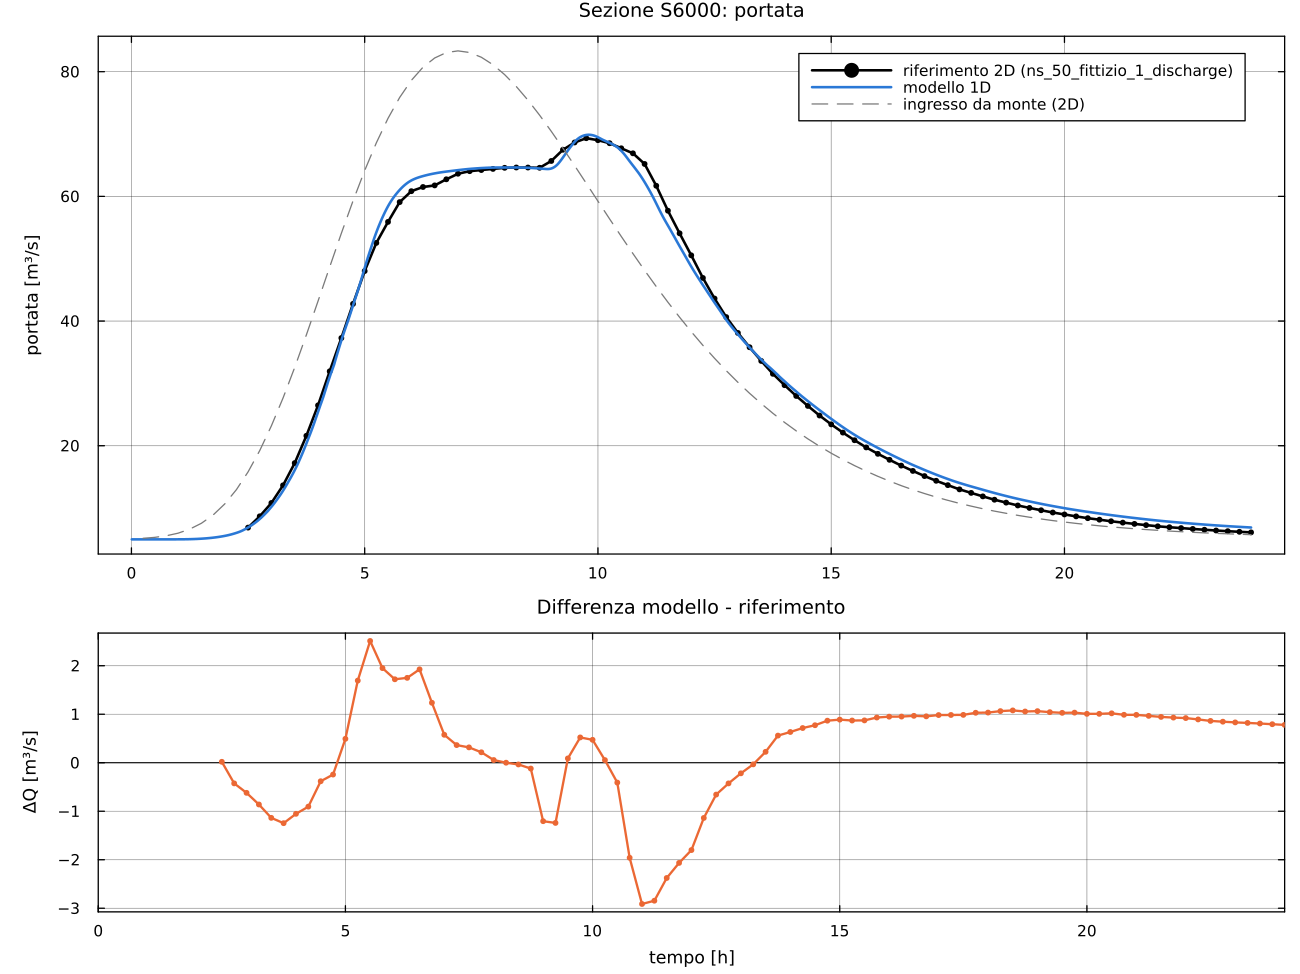 Sezione S6000: portata
portata [m³/s]
80
60
40
20
riferimento 2D (ns_50_fittizio_1_discharge)
modello 1D
ingresso da monte (2D)
0 5 10 15 20
Differenza modello - riferimento
ΔQ [m³/s]
2
1
0
−1
−2
−3
0 5 10 15 20
tempo [h]